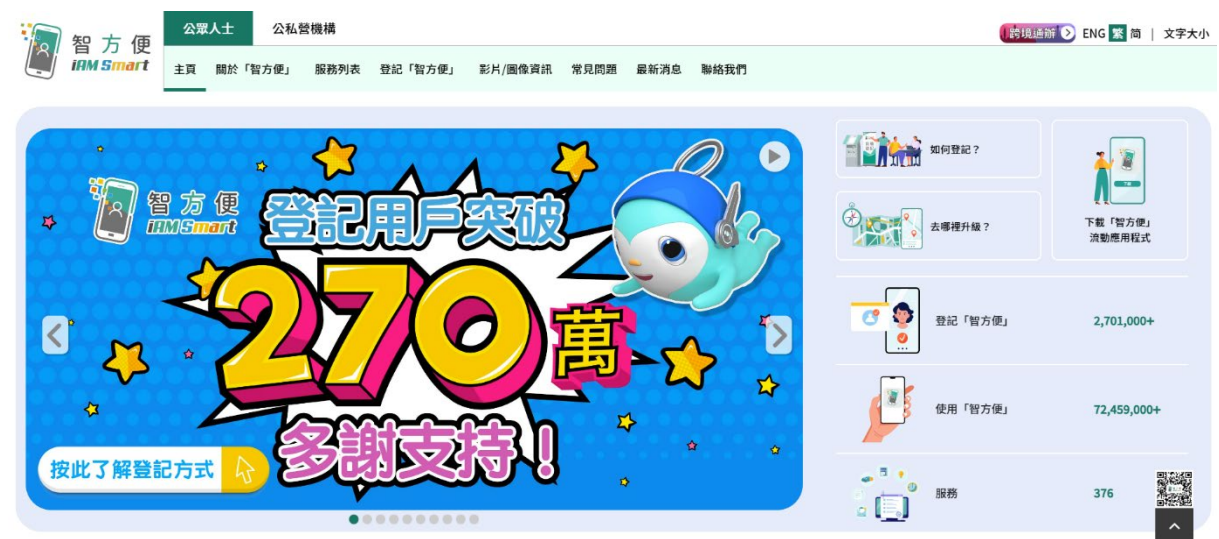 智方便
iAM Smart
公眾人士
公私營機構
跨境通辦
ENG 繁 简 | 文字大小
主頁 關於「智方便」 服務列表 登記「智方便」 影片/圖像資訊 常見問題 最新消息 聯絡我們
智方便
iAM Smart
登記用戶突破
270萬
多謝支持!
按此了解登記方式
如何登記?
去哪裡升級?
下載「智方便」
流動應用程式
登記「智方便」 2,701,000+
使用「智方便」 72,459,000+
服務 376